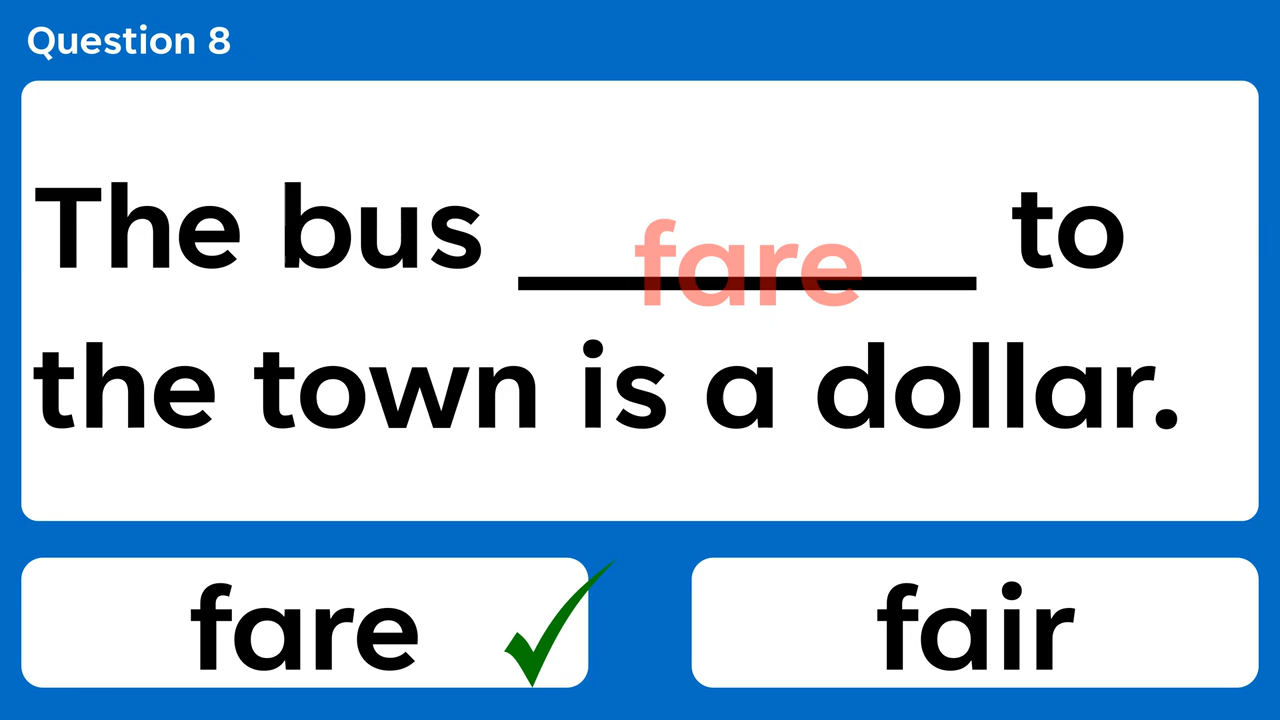 Question 8
The bus fare to
the town is a dollar.
fare fair